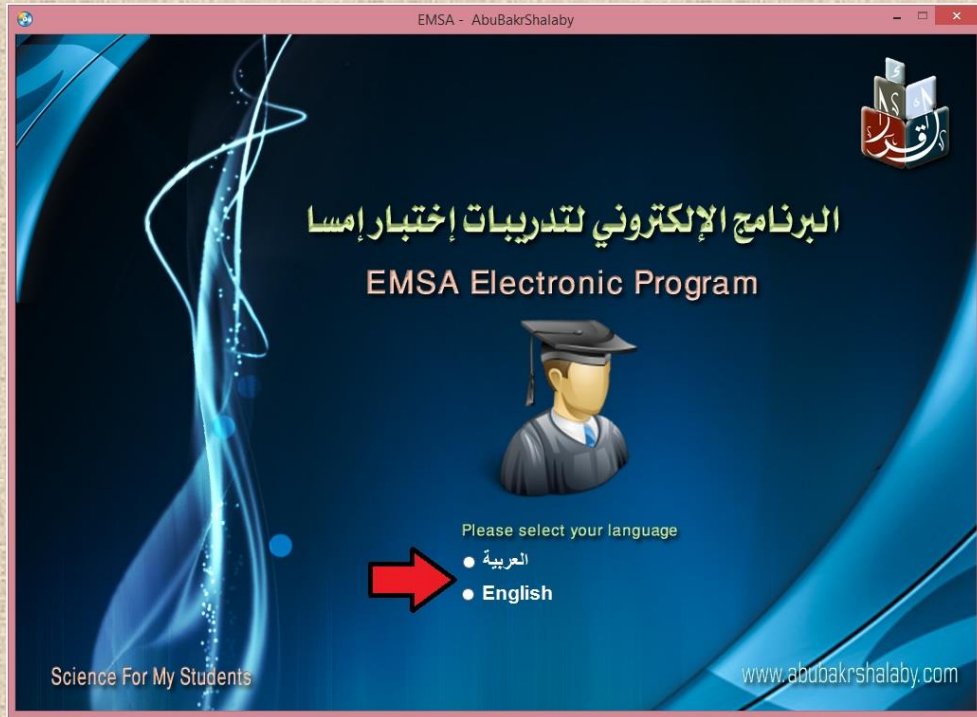 EMSA - AbuBakrShalaby
اقرأ
البرنامج الإلكتروني لتدريبات إختبار إمسا
EMSA Electronic Program
Please select your language
العربية
English
Science For My Students
www.abubakrshalaby.com